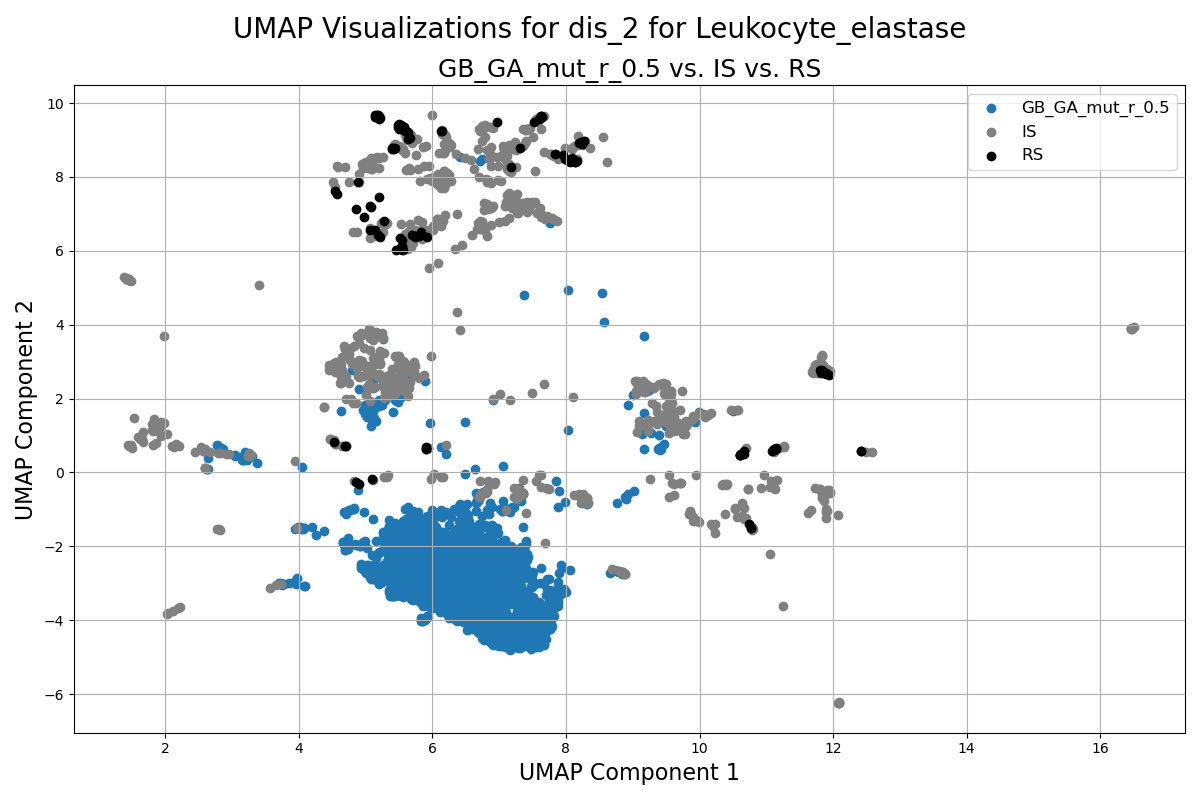 UMAP Visualizations for dis_2 for Leukocyte_elastase
GB_GA_mut_r_0.5 vs. IS vs. RS
GB_GA_mut_r_0.5
IS
RS
UMAP Component 2
10
8
6
4
2
0
−2
−4
−6
2 4 6 8 10 12 14 16
UMAP Component 1